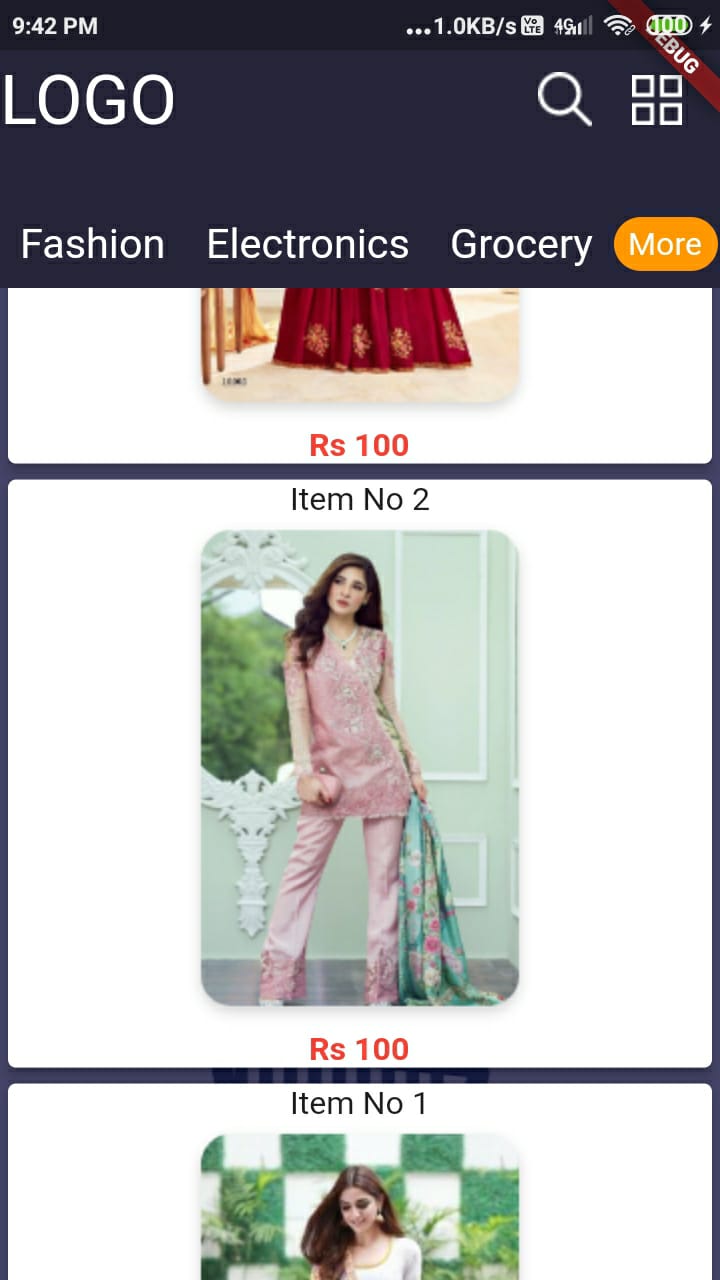 9:42 PM ...1.0KB/s Vo LTE 4G 100
DEBUG
LOGO
Fashion Electronics Grocery More
Rs 100
Item No 2
Rs 100
Item No 1